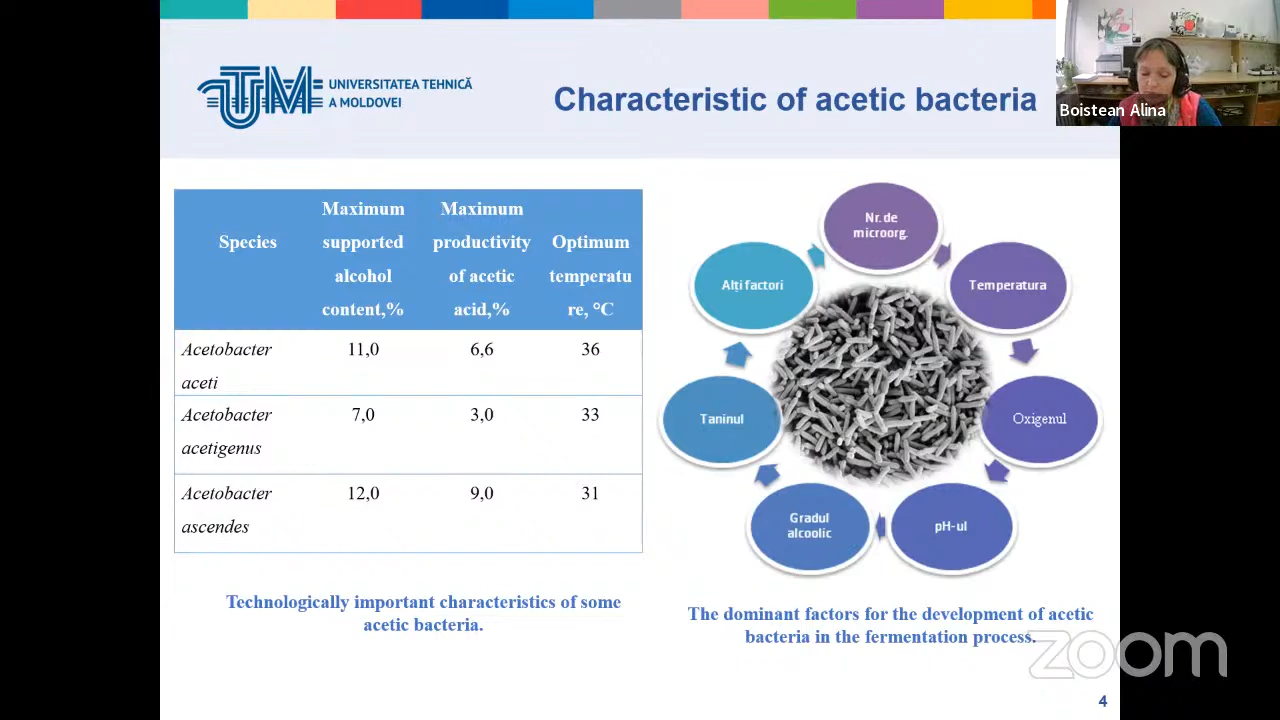 UTM
UNIVERSITATEA TEHNICĂ
A MOLDOVEI
Characteristic of acetic bacteria
Boistean Alina
Species
Maximum
supported
alcohol
content,%
Maximum
productivity
of acetic
acid,%
Optimum
temperatu
re, °C
Acetobacter
aceti
11,0
6,6
36
Acetobacter
acetigenus
7,0
3,0
33
Acetobacter
ascendes
12,0
9,0
31
Technologically important characteristics of some
acetic bacteria.
Nr. de
microorg.
Temperatura
Oxigenul
pH-ul
Gradul
alcoolic
Taninul
Alți factori
The dominant factors for the development of acetic
bacteria in the fermentation process.
zoom
4